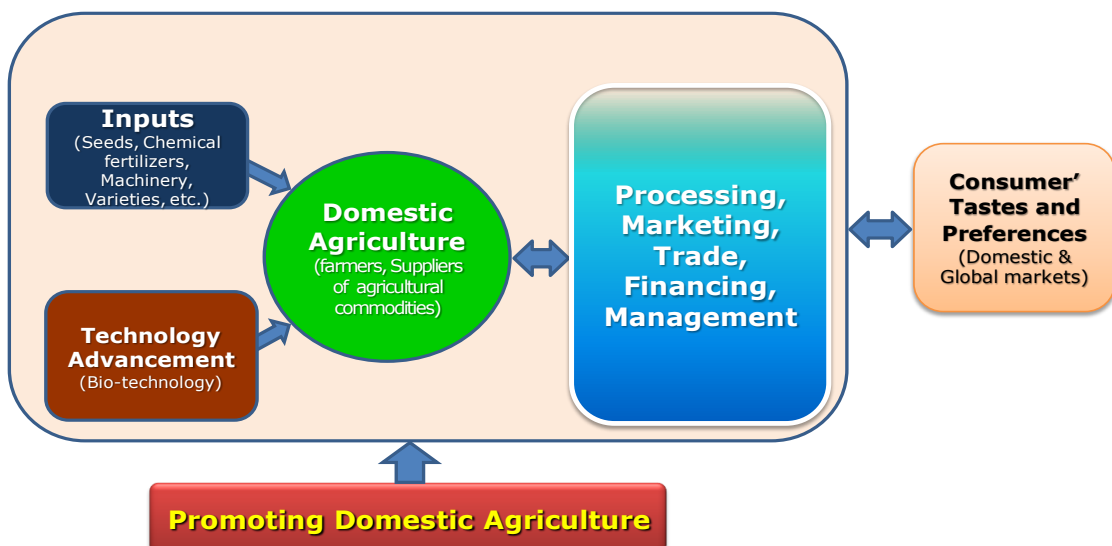 Inputs
(Seeds, Chemical
fertilizers,
Machinery,
Varieties, etc.)
Technology
Advancement
(Bio-technology)
Domestic
Agriculture
(farmers, Suppliers
of agricultural
commodities)
Processing,
Marketing,
Trade,
Financing,
Management
Consumer’
Tastes and
Preferences
(Domestic &
Global markets)
Promoting Domestic Agriculture